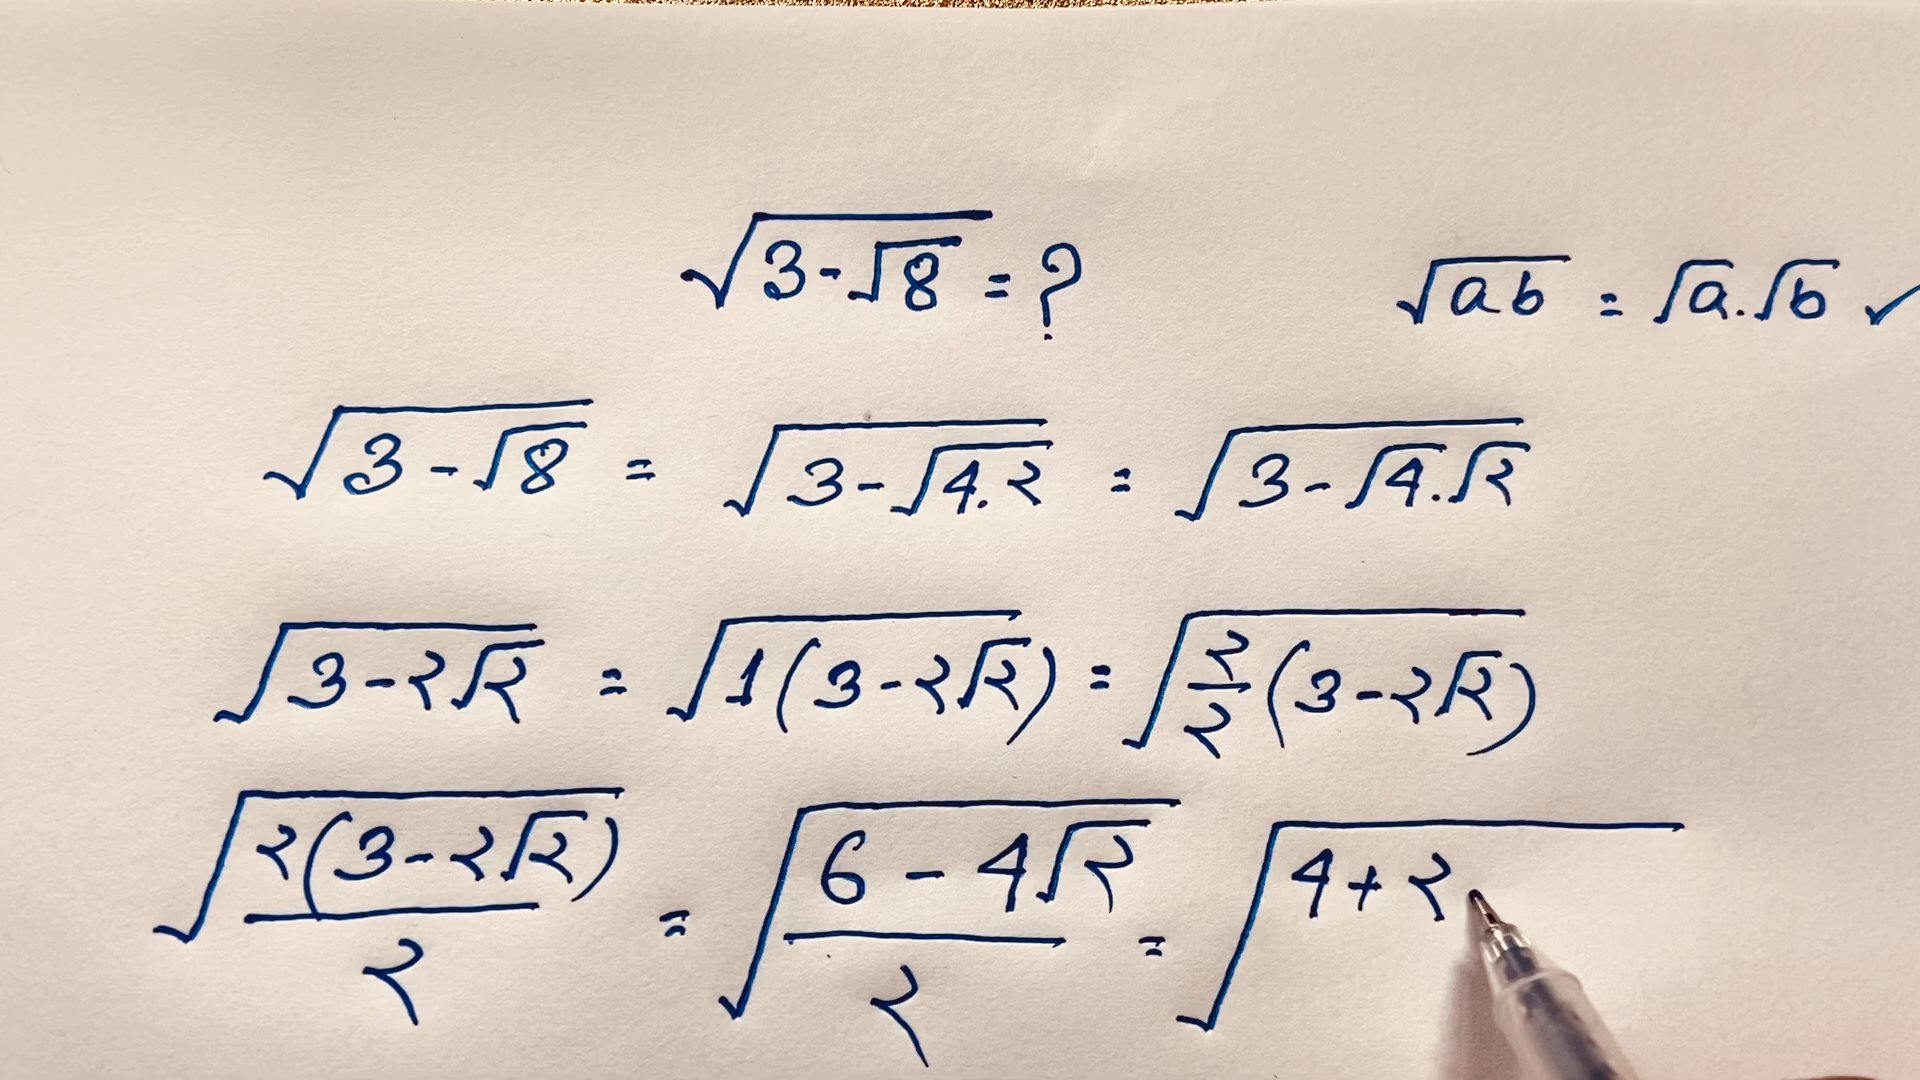 √(3-√8) = ? √(ab) = √a.√b ✓
√(3-√8) = √(3-√(4.2)) = √(3-√4.√2)
√(3-2√2) = √(1(3-2√2)) = √(2/2(3-2√2))
√(2(3-2√2)/2) = √((6-4√2)/2) = √(4+2